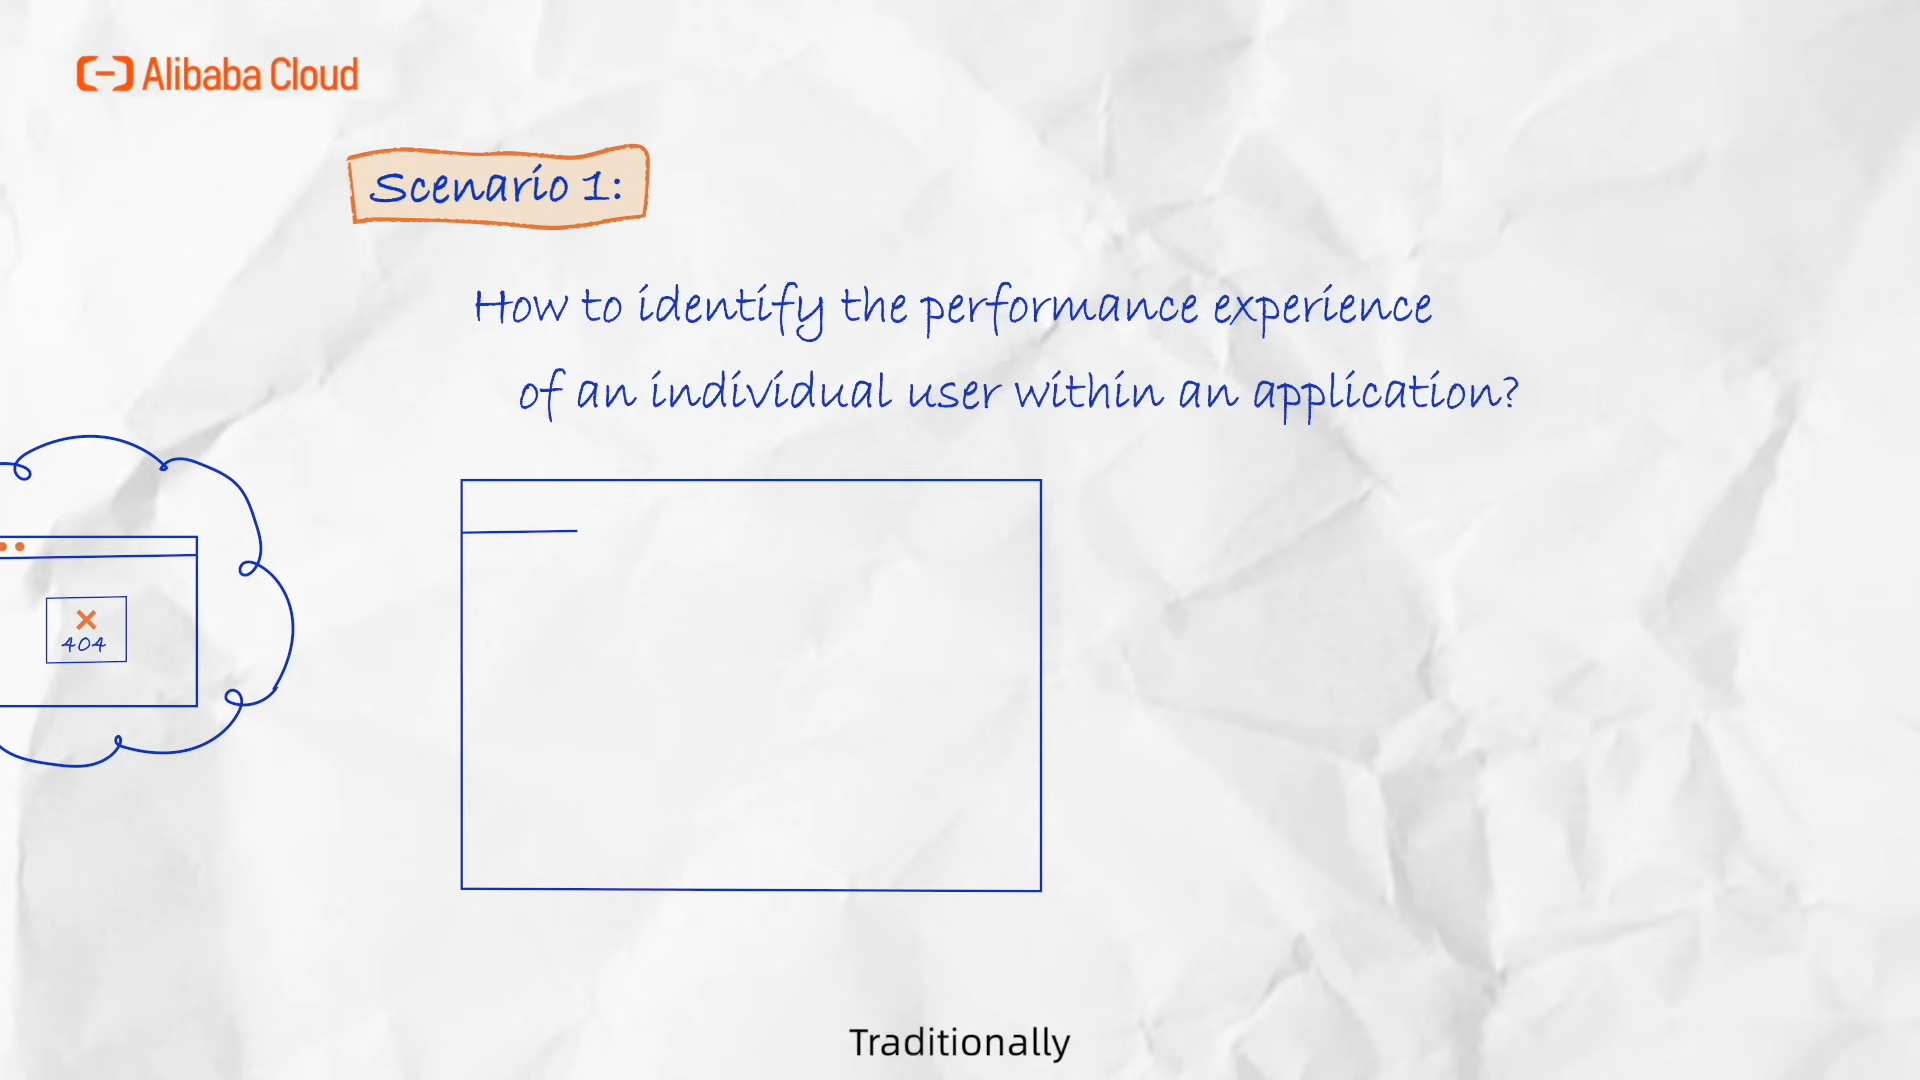 Alibaba Cloud
Scenario 1:
How to identify the performance experience
of an individual user within an application?
404
Traditionally